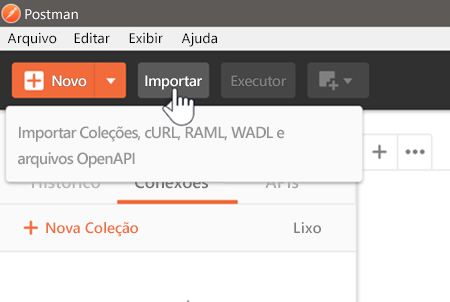 Postman
Arquivo Editar Exibir Ajuda
Novo Importar Executor
Importar Coleções, cURL, RAML, WADL e
arquivos OpenAPI
Histórico Conexões APIs
+ Nova Coleção Lixo